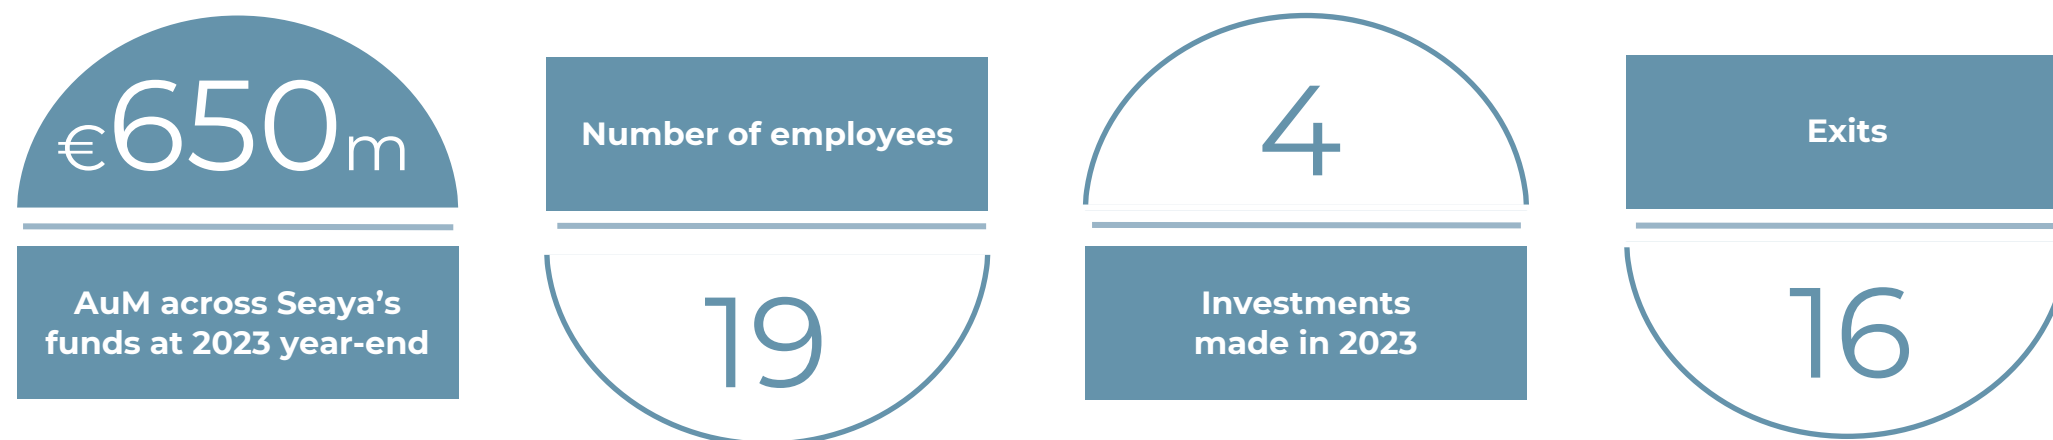 €650m
AuM across Seaya’s
funds at 2023 year-end
Number of employees
19
4
Investments
made in 2023
Exits
16